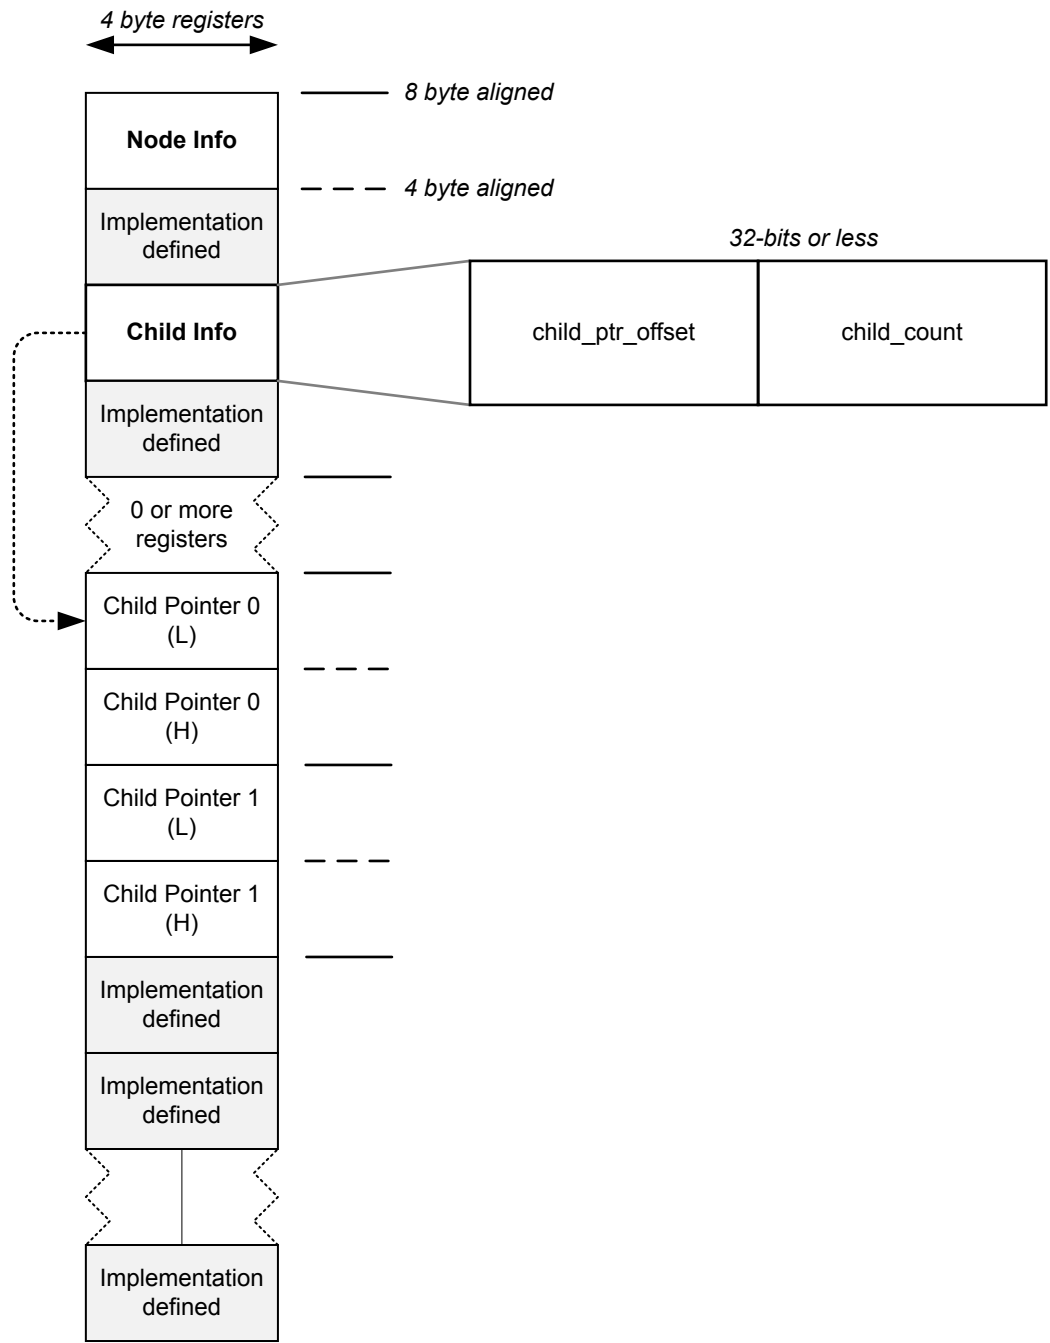 4 byte registers
8 byte aligned
Node Info
4 byte aligned
Implementation
defined
32-bits or less
Child Info
child_ptr_offset
child_count
Implementation
defined
0 or more
registers
Child Pointer 0
(L)
Child Pointer 0
(H)
Child Pointer 1
(L)
Child Pointer 1
(H)
Implementation
defined
Implementation
defined
Implementation
defined